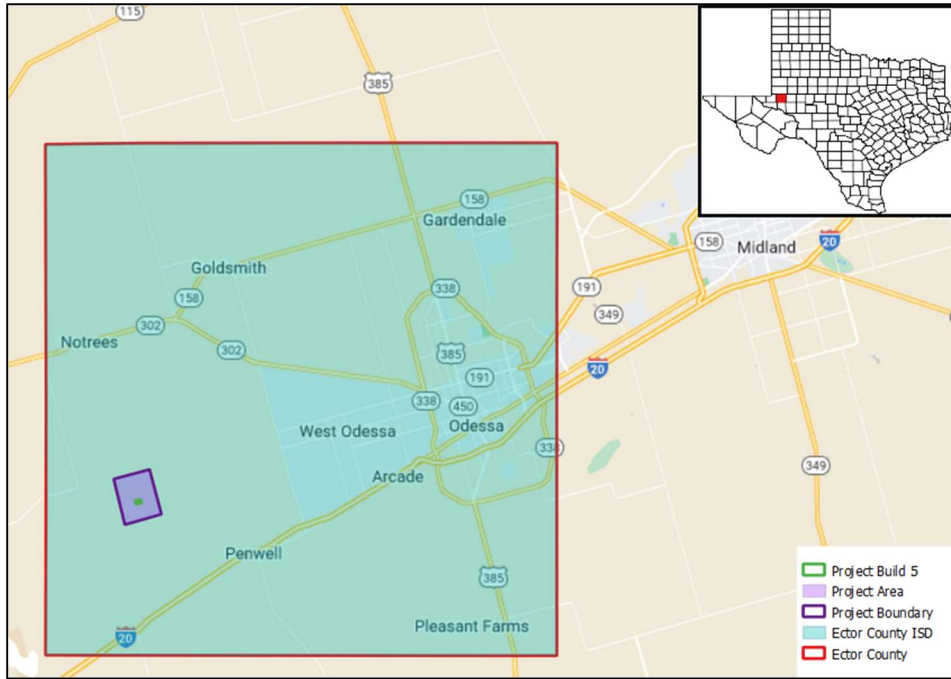 115
385
158
Gardendale
Goldsmith
158
Midland
20
158
338
191
349
302
Notrees
302
385
20
191
338
450
West Odessa
Odessa
338
Arcade
349
Penwell
385
Pleasant Farms
20
Project Build 5
Project Area
Project Boundary
Ector County ISD
Ector County